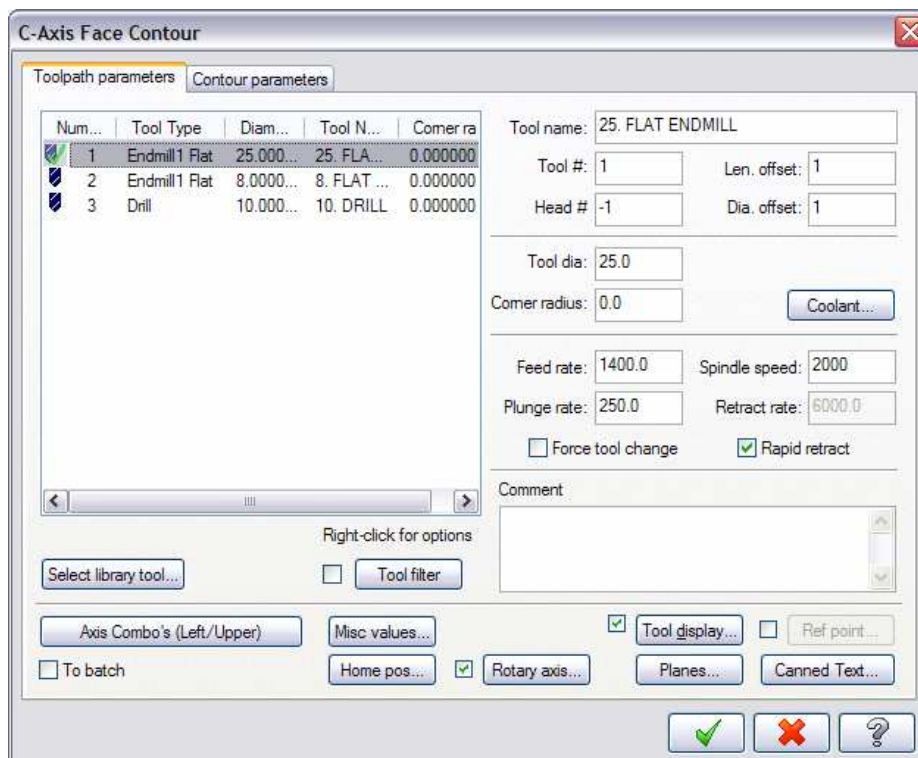 C-Axis Face Contour
Toolpath parameters Contour parameters
Num... Tool Type Diam... Tool N... Corner ra
1 Endmill1 Flat 25.000... 25. FLA... 0.000000
2 Endmill1 Flat 8.0000... 8. FLAT ... 0.000000
3 Drill 10.000... 10. DRILL 0.000000
Right-click for options
Select library tool...
Tool filter
Tool name: 25. FLAT ENDMILL
Tool #: 1 Len. offset: 1
Head # -1 Dia. offset: 1
Tool dia: 25.0
Corner radius: 0.0 Coolant...
Feed rate: 1400.0 Spindle speed: 2000
Plunge rate: 250.0 Retract rate: 6000.0
Force tool change Rapid retract
Comment
Axis Combo's (Left/Upper) Misc values... Tool display... Ref point...
To batch Home pos... Rotary axis... Planes... Canned Text...